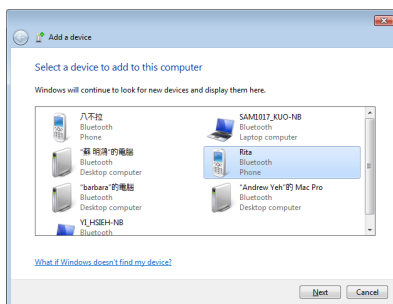 Add a device
Select a device to add to this computer
Windows will continue to look for new devices and display them here.
八不拉
Bluetooth
Phone
SAM1017_KUO-NB
Bluetooth
Laptop computer
"蘇 明鴻"的電腦
Bluetooth
Desktop computer
Rita
Bluetooth
Phone
"barbara"的電腦
Bluetooth
Desktop computer
"Andrew Yeh"的 Mac Pro
Bluetooth
Desktop computer
YI_HSIEH-NB
Bluetooth
What if Windows doesn't find my device?
Next
Cancel